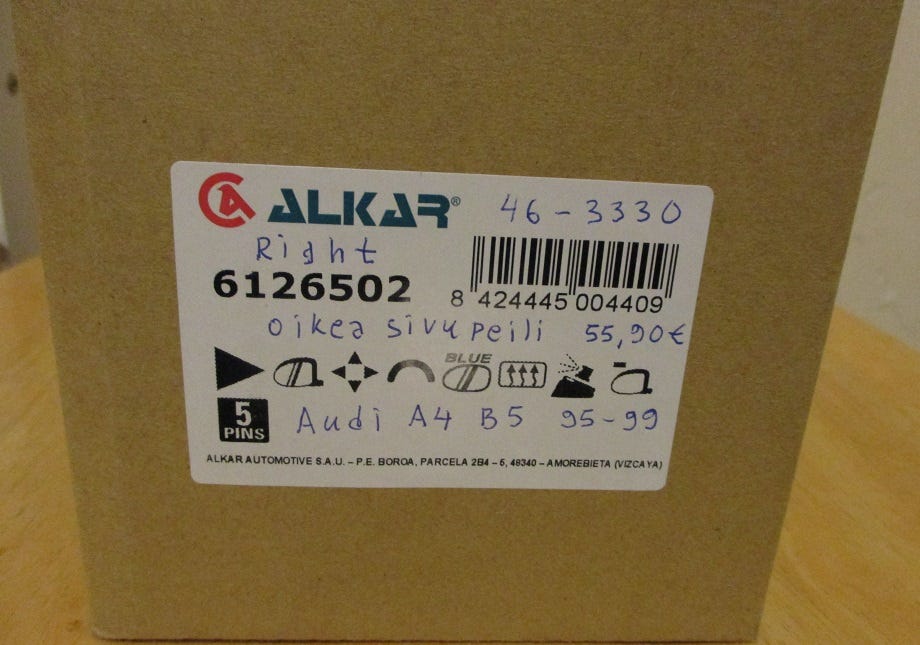 ALKAR® 46-3330
Right
6126502
8 424445 004409
oikea sivupeili 55,90€
BLUE
5
PINS
Audi A4 B5 95-99
ALKAR AUTOMOTIVE S.A.U. – P.E. BOROA, PARCELA 2B4 – 5, 48340 – AMOREBIETA (VIZCAYA)